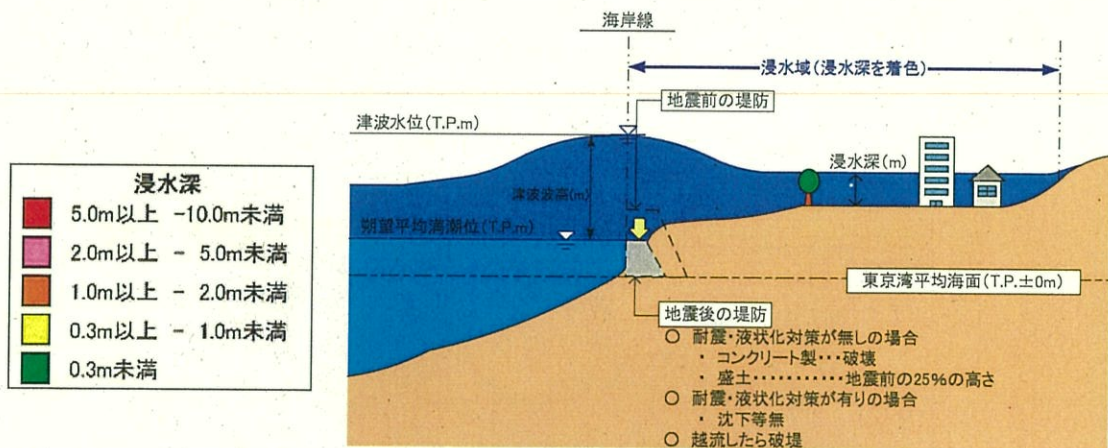 海岸線
浸水域(浸水深を着色)
地震前の堤防
津波水位(T.P.m)
浸水深(m)
津波波高(m)
朔望平均満潮位(T.P.m)
東京湾平均海面(T.P.±0m)
地震後の堤防
○ 耐震・液状化対策が無しの場合
・ コンクリート製・・・破壊
・ 盛土・・・・・・・・・・・地震前の25%の高さ
○ 耐震・液状化対策が有りの場合
・ 沈下等無
○ 越流したら破堤
浸水深
5.0m以上 -10.0m未満
2.0m以上 - 5.0m未満
1.0m以上 - 2.0m未満
0.3m以上 - 1.0m未満
0.3m未満